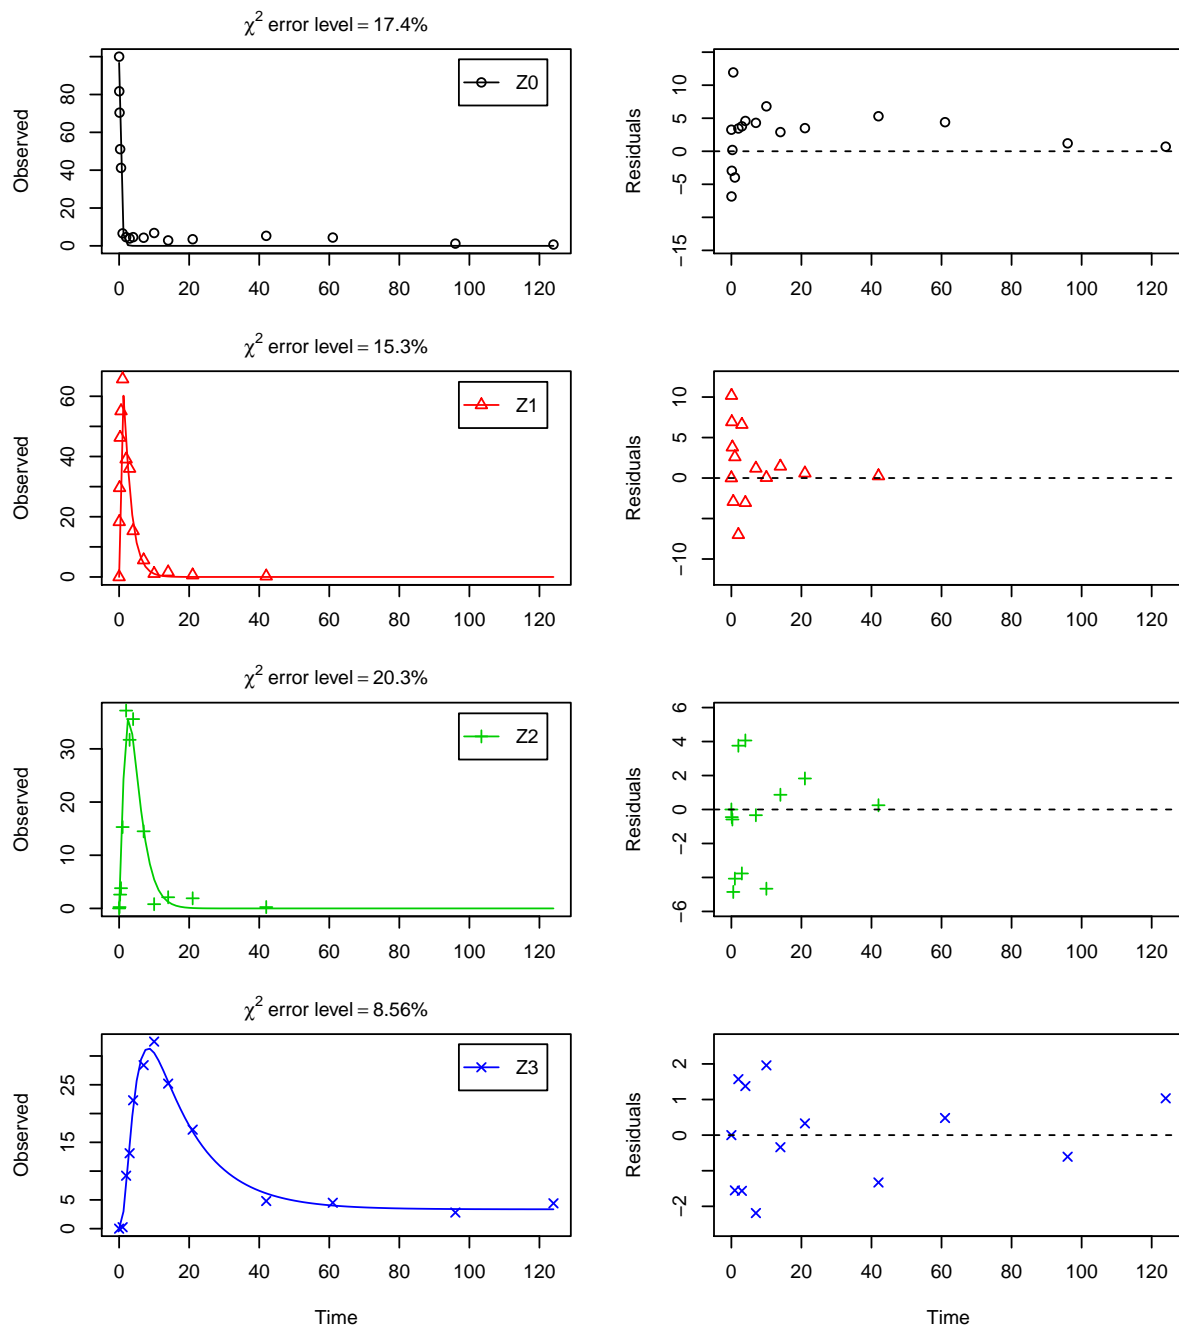 χ2 error level = 17.4%
Observed
0 20 40 60 80
Z0
0 20 40 60 80 100 120
Residuals
−15 −5 0 5 10
0 20 40 60 80 100 120
χ2 error level = 15.3%
Observed
0 20 40 60
Z1
0 20 40 60 80 100 120
Residuals
−10 0 5 10
0 20 40 60 80 100 120
χ2 error level = 20.3%
Observed
0 10 20 30
Z2
0 20 40 60 80 100 120
Residuals
−6 −2 0 2 4 6
0 20 40 60 80 100 120
χ2 error level = 8.56%
Observed
0 5 15 25
Z3
0 20 40 60 80 100 120
Time
Residuals
−2 0 1 2
0 20 40 60 80 100 120
Time